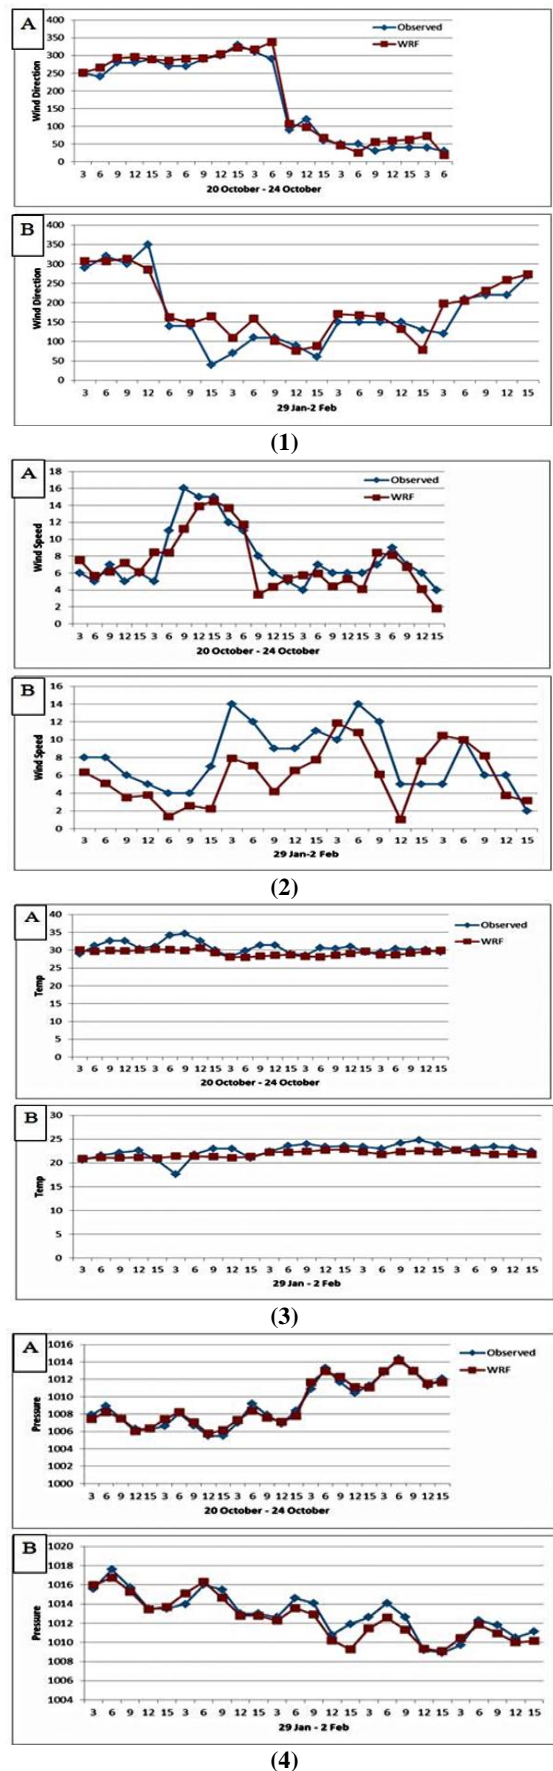 A
400
350
300
250
200
150
100
50
0
Wind Direction
3 6 9 12 15 3 6 9 12 15 3 6 9 12 15 3 6 9 12 15 3 6
20 October - 24 October
Observed
WRF
B
400
350
300
250
200
150
100
50
0
Wind Direction
3 6 9 12 6 9 15 3 6 9 12 15 3 6 9 12 15 3 6 9 12 15
29 Jan-2 Feb
(1)
A
18
16
14
12
10
8
6
4
2
0
Wind Speed
3 6 9 12 15 3 6 9 12 15 3 6 9 12 15 3 6 9 12 15 3 6 9 12 15
20 October - 24 October
Observed
WRF
B
16
14
12
10
8
6
4
2
0
Wind Speed
3 6 9 12 6 9 15 3 6 9 12 15 3 6 9 12 15 3 6 9 12 15
29 Jan-2 Feb
(2)
A
40
35
30
25
20
15
10
5
0
Temp
3 6 9 12 15 3 6 9 12 15 3 6 9 12 15 3 6 9 12 15 3 6 9 12 15
20 October - 24 October
Observed
WRF
B
30
25
20
15
10
5
0
Temp
3 6 9 12 15 3 6 9 12 15 3 6 9 12 15 3 6 9 12 15 3 6 9 12 15
29 Jan - 2 Feb
(3)
A
1016
1014
1012
1010
1008
1006
1004
1002
1000
Pressure
3 6 9 12 15 3 6 9 12 15 3 6 9 12 15 3 6 9 12 15 3 6 9 12 15
20 October - 24 October
Observed
WRF
B
1020
1018
1016
1014
1012
1010
1008
1006
1004
Pressure
3 6 9 12 15 3 6 9 12 15 3 6 9 12 15 3 6 9 12 15 3 6 9 12 15
29 Jan - 2 Feb
(4)